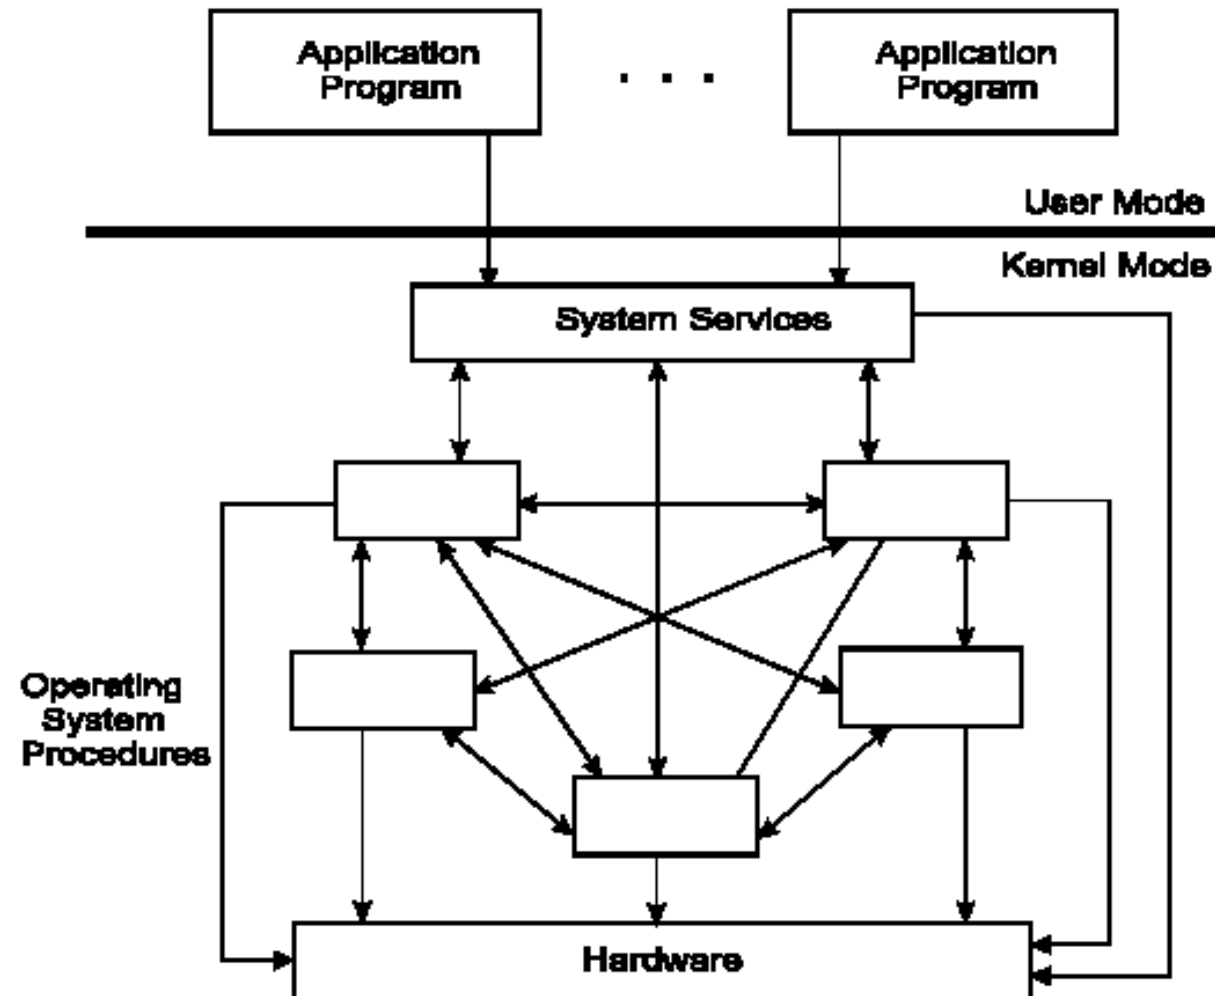 Application
Program
. . .
Application
Program
User Mode
Kernel Mode
System Services
Operating
System
Procedures
Hardware